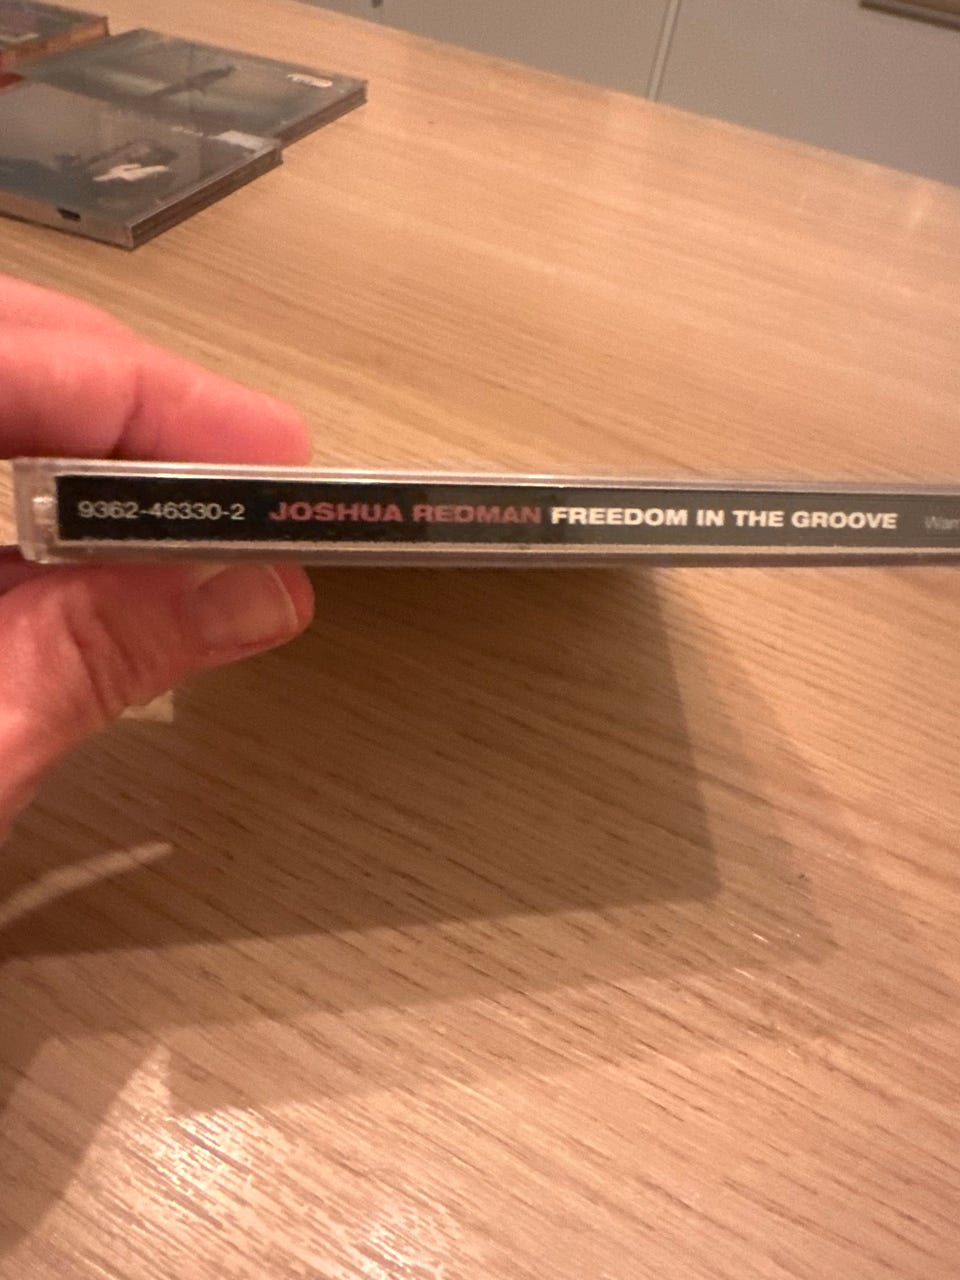 9362-46330-2 JOSHUA REDMAN FREEDOM IN THE GROOVE